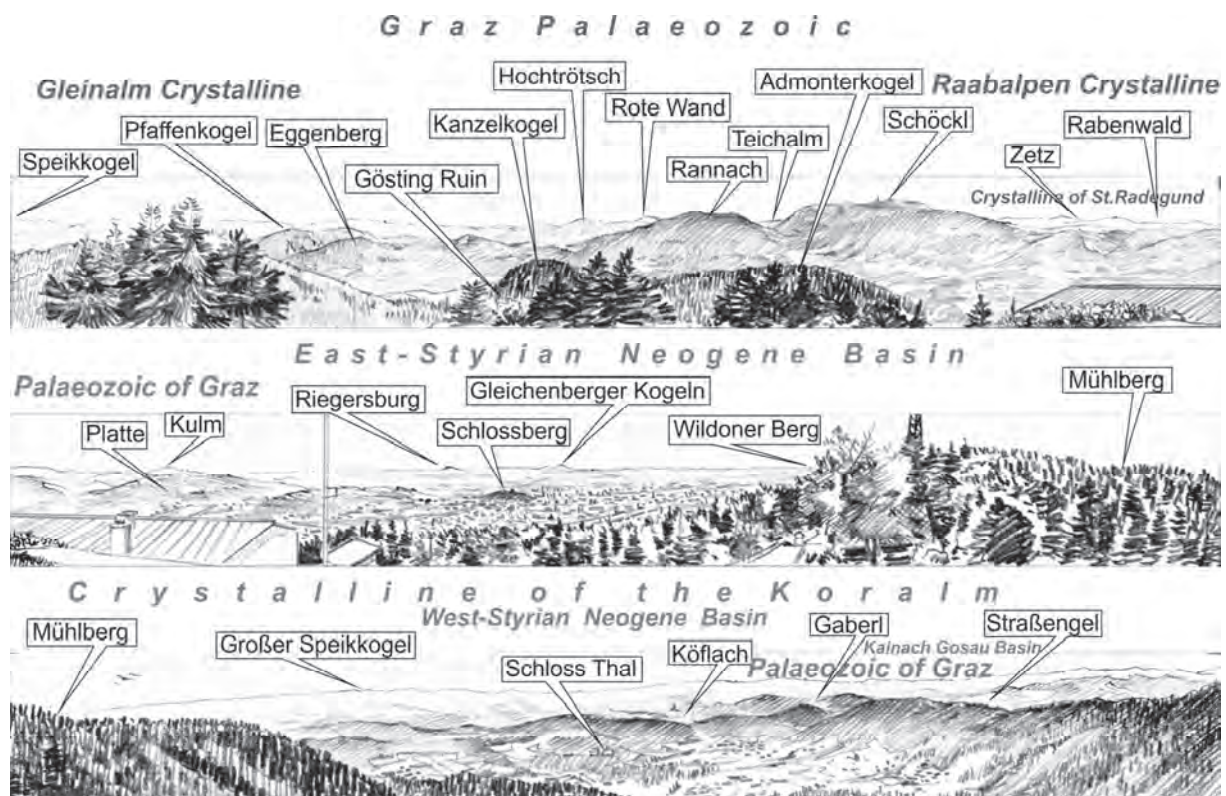 Graz Palaeozoic
Hochtrötsch
Admonterkogel
Gleinalm Crystalline
Rote Wand
Raabalpen Crystalline
Pfaffenkogel
Eggenberg
Kanzelkogel
Teichalm
Schöckl
Rabenwald
Speikkogel
Gösting Ruin
Rannach
Zetz
Crystalline of St.Radegund
East-Styrian Neogene Basin
Palaeozoic of Graz
Riegersburg
Gleichenberger Kogeln
Mühlberg
Platte
Kulm
Schlossberg
Wildoner Berg
Crystalline of the Koralm
West-Styrian Neogene Basin
Mühlberg
Großer Speikkogel
Gaberl
Straßengel
Schloss Thal
Köflach
Kainach Gosau Basin
Palaeozoic of Graz